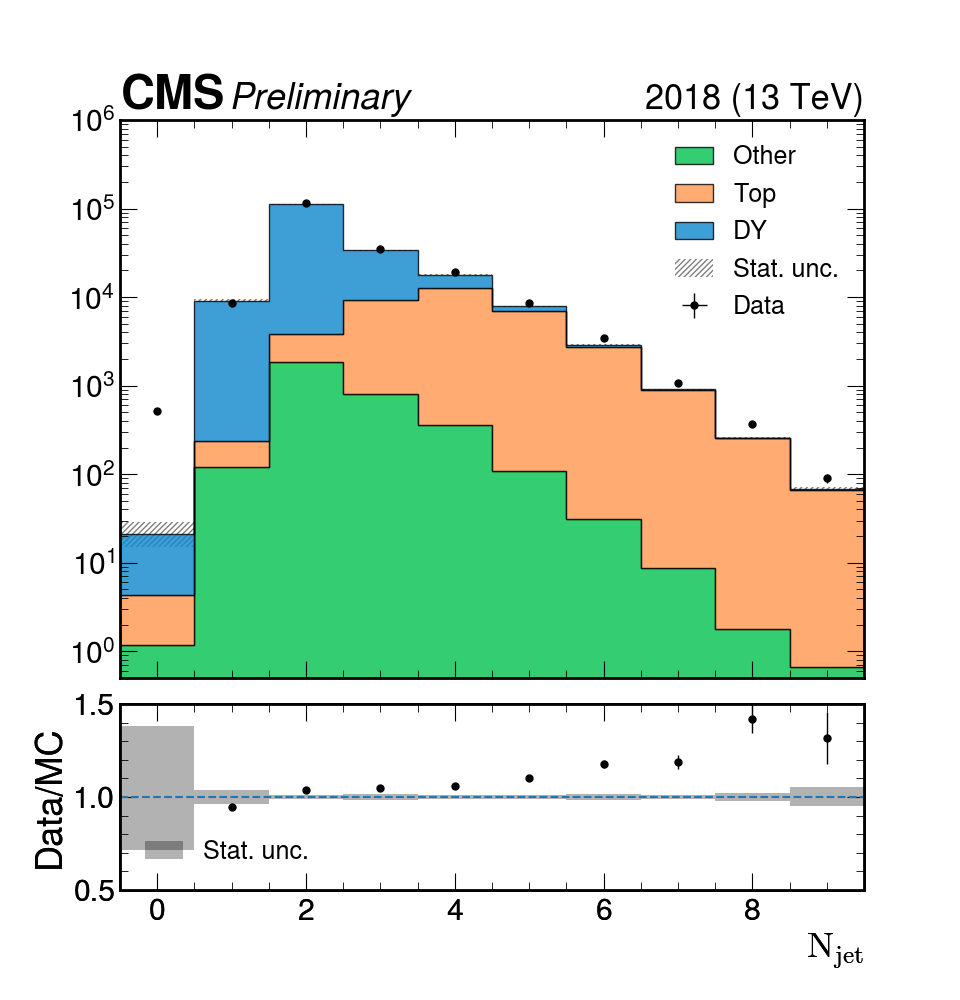 CMS Preliminary 2018 (13 TeV)
10^6
10^5
10^4
10^3
10^2
10^1
10^0
Other
Top
DY
Stat. unc.
Data
Data/MC
1.5
1.0
0.5
Stat. unc.
0 2 4 6 8
N_jet